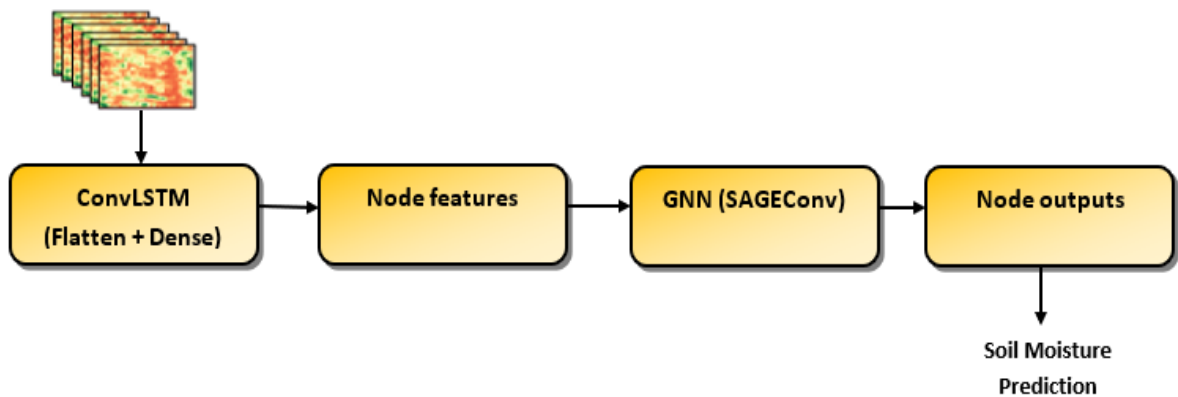 ConvLSTM
(Flatten + Dense)
Node features
GNN (SAGEConv)
Node outputs
Soil Moisture
Prediction